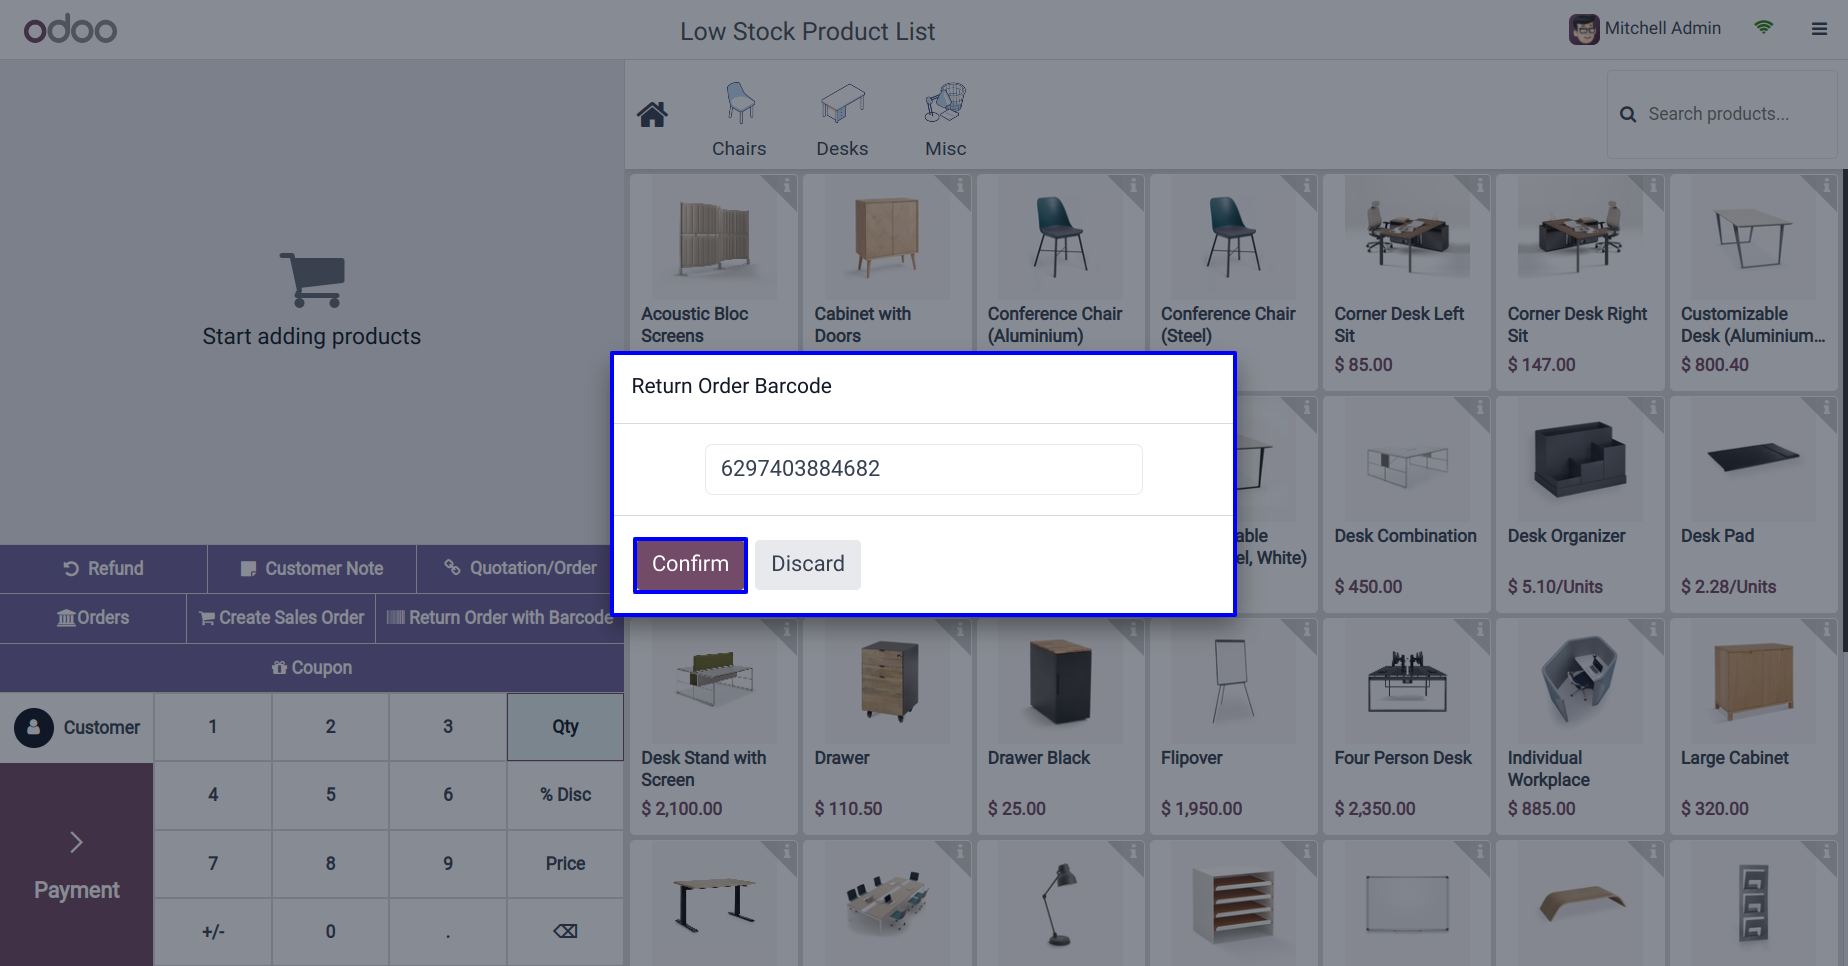 odoo
Low Stock Product List
Mitchell Admin
Chairs
Desks
Misc
Search products...
Start adding products
Acoustic Bloc
Screens
Cabinet with
Doors
Conference Chair
(Aluminium)
Conference Chair
(Steel)
Corner Desk Left
Sit
$ 85.00
Corner Desk Right
Sit
$ 147.00
Customizable
Desk (Aluminium...
$ 800.40
Return Order Barcode
6297403884682
Confirm
Discard
able
el, White)
Desk Combination
$ 450.00
Desk Organizer
$ 5.10/Units
Desk Pad
$ 2.28/Units
Refund
Customer Note
Quotation/Order
Orders
Create Sales Order
Return Order with Barcode
Coupon
Customer
Payment
1
2
3
Qty
4
5
6
% Disc
7
8
9
Price
+/-
0
.
Desk Stand with
Screen
$ 2,100.00
Drawer
$ 110.50
Drawer Black
$ 25.00
Flipover
$ 1,950.00
Four Person Desk
$ 2,350.00
Individual
Workplace
$ 885.00
Large Cabinet
$ 320.00